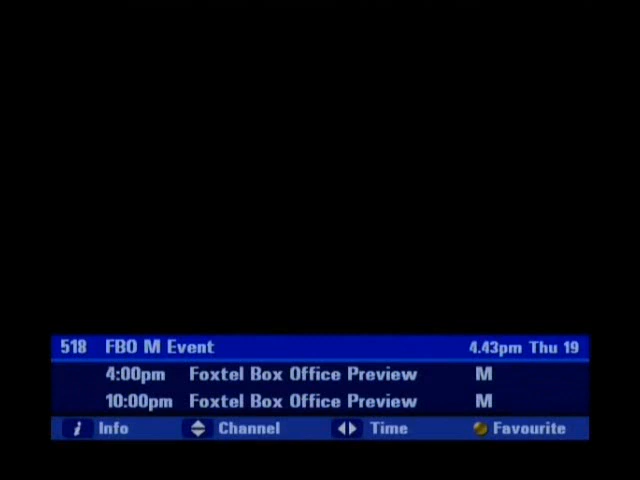 518 FBO M Event 4.43pm Thu 19
4:00pm Foxtel Box Office Preview M
10:00pm Foxtel Box Office Preview M
i Info Channel Time Favourite